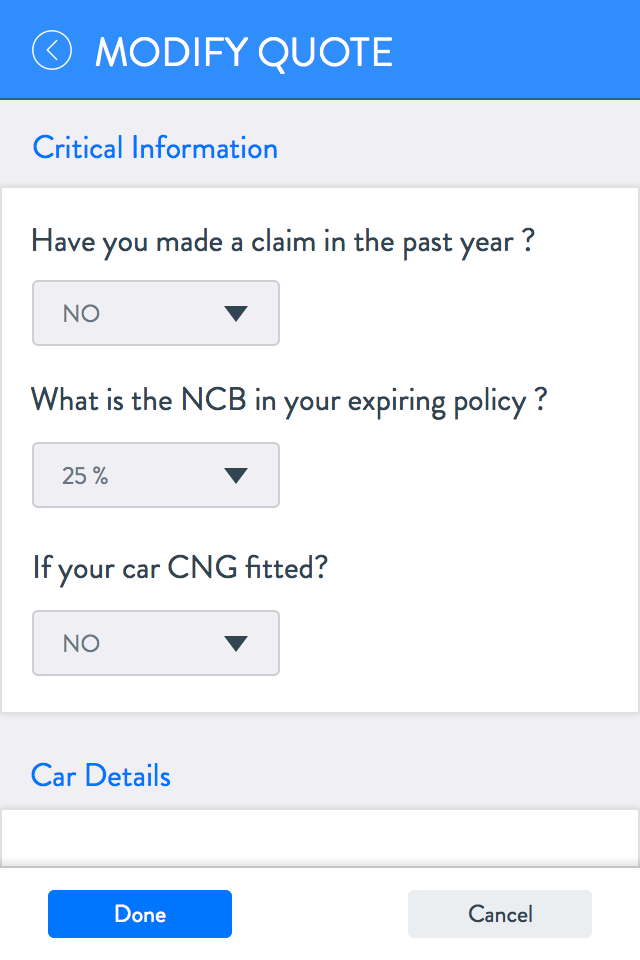 MODIFY QUOTE
Critical Information
Have you made a claim in the past year ?
NO
What is the NCB in your expiring policy ?
25 %
If your car CNG fitted?
NO
Car Details
Done
Cancel